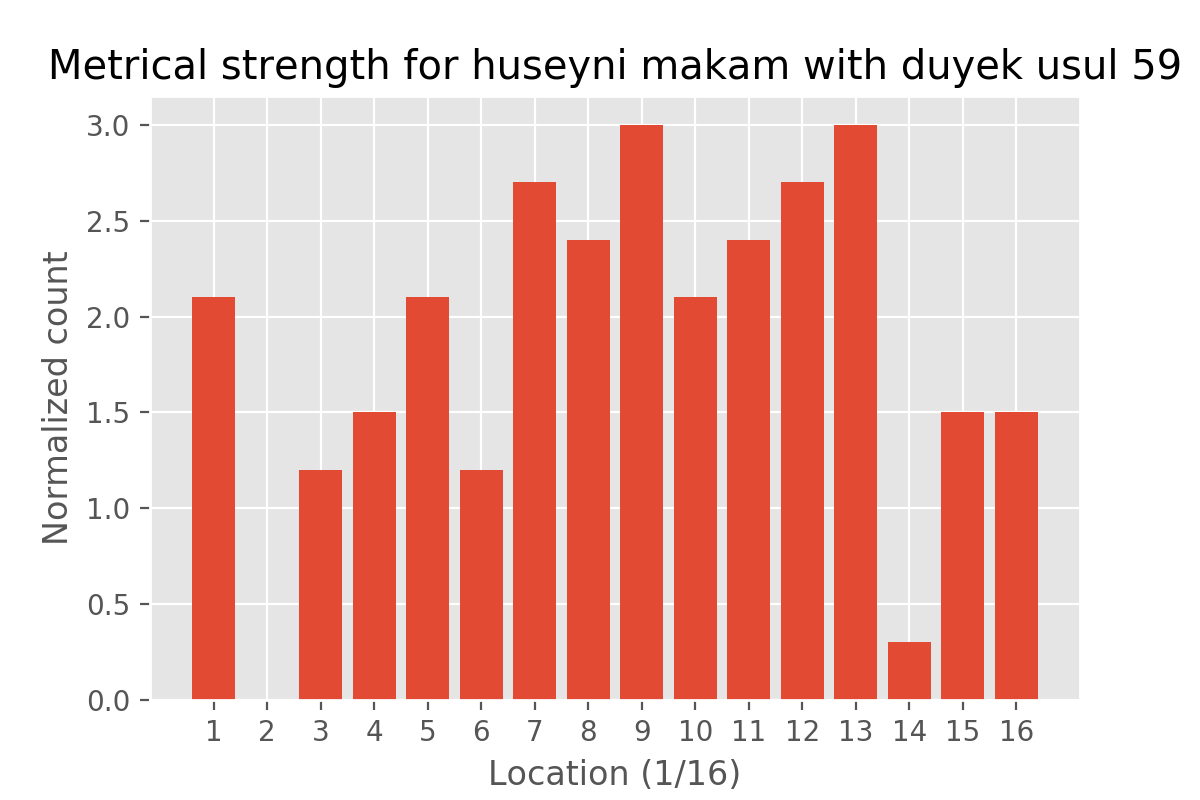 Metrical strength for huseyni makam with duyek usul 59
Normalized count
3.0
2.5
2.0
1.5
1.0
0.5
0.0
1 2 3 4 5 6 7 8 9 10 11 12 13 14 15 16
Location (1/16)